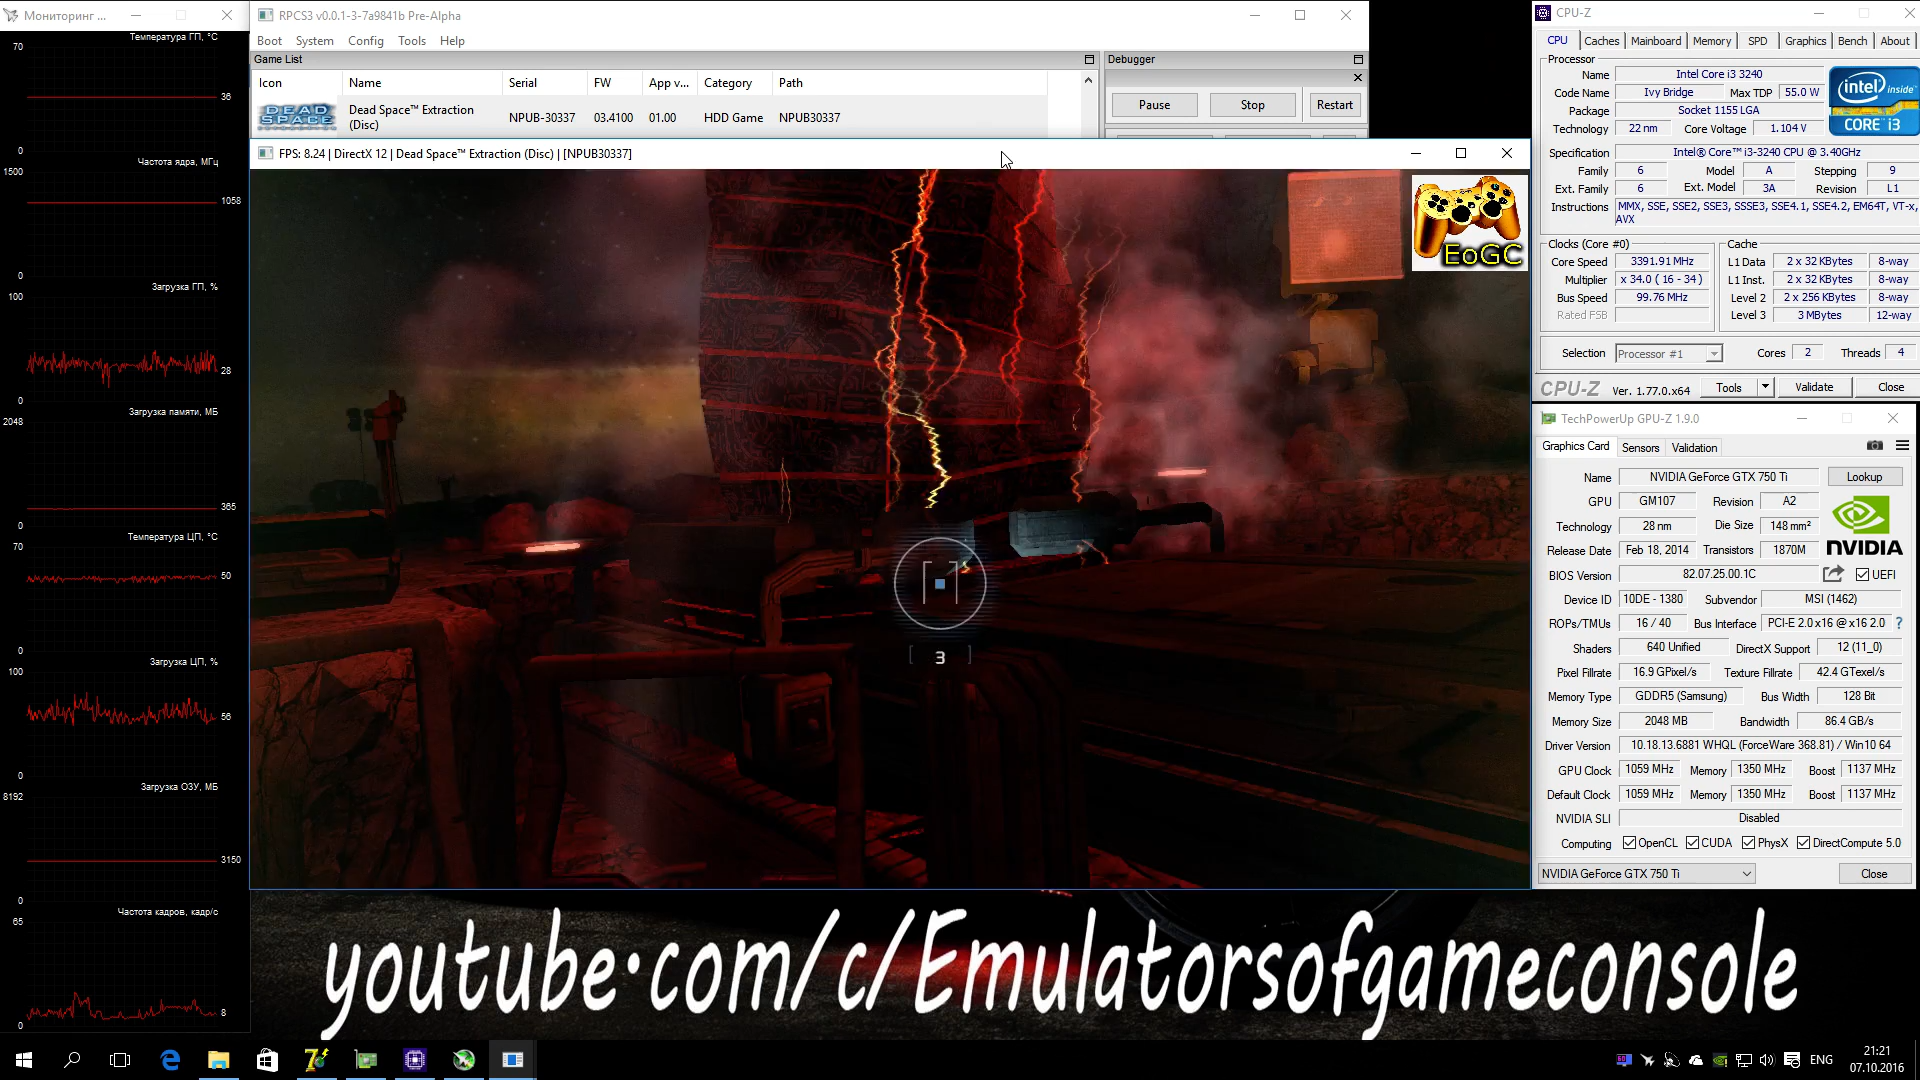 Мониторинг ...
Температура ГП, °C
70
36
0
Частота ядра, МГц
1500
1058
0
Загрузка ГП, %
100
28
0
Загрузка памяти, МБ
2048
365
0
Температура ЦП, °C
70
50
0
Загрузка ЦП, %
100
56
0
Загрузка ОЗУ, МБ
8192
3150
0
Частота кадров, кадр/с
65
8
0
RPCS3 v0.0.1-3-7a9841b Pre-Alpha
Boot System Config Tools Help
Game List
Icon Name Serial FW App v... Category Path
DEAD SPACE
Dead Space™ Extraction (Disc) NPUB-30337 03.4100 01.00 HDD Game NPUB30337
Debugger
Pause Stop Restart
FPS: 8.24 | DirectX 12 | Dead Space™ Extraction (Disc) | [NPUB30337]
EoGC
3
CPU-Z
CPU Caches Mainboard Memory SPD Graphics Bench About
Processor
Name Intel Core i3 3240
Code Name Ivy Bridge Max TDP 55.0 W
Package Socket 1155 LGA
Technology 22 nm Core Voltage 1.104 V
intel inside™
CORE i3
Specification Intel® Core™ i3-3240 CPU @ 3.40GHz
Family 6 Model A Stepping 9
Ext. Family 6 Ext. Model 3A Revision L1
Instructions MMX, SSE, SSE2, SSE3, SSSE3, SSE4.1, SSE4.2, EM64T, VT-x, AVX
Clocks (Core #0)
Core Speed 3391.91 MHz
Multiplier x 34.0 ( 16 - 34 )
Bus Speed 99.76 MHz
Rated FSB
Cache
L1 Data 2 x 32 KBytes 8-way
L1 Inst. 2 x 32 KBytes 8-way
Level 2 2 x 256 KBytes 8-way
Level 3 3 MBytes 12-way
Selection Processor #1 Cores 2 Threads 4
CPU-Z Ver. 1.77.0.x64 Tools Validate Close
TechPowerUp GPU-Z 1.9.0
Graphics Card Sensors Validation
Name NVIDIA GeForce GTX 750 Ti Lookup
GPU GM107 Revision A2
Technology 28 nm Die Size 148 mm²
Release Date Feb 18, 2014 Transistors 1870M
NVIDIA
BIOS Version 82.07.25.00.1C UEFI
Device ID 10DE - 1380 Subvendor MSI (1462)
ROPs/TMUs 16 / 40 Bus Interface PCI-E 2.0 x16 @ x16 2.0 ?
Shaders 640 Unified DirectX Support 12 (11_0)
Pixel Fillrate 16.9 GPixel/s Texture Fillrate 42.4 GTexel/s
Memory Type GDDR5 (Samsung) Bus Width 128 Bit
Memory Size 2048 MB Bandwidth 86.4 GB/s
Driver Version 10.18.13.6881 WHQL (ForceWare 368.81) / Win10 64
GPU Clock 1059 MHz Memory 1350 MHz Boost 1137 MHz
Default Clock 1059 MHz Memory 1350 MHz Boost 1137 MHz
NVIDIA SLI Disabled
Computing OpenCL CUDA PhysX DirectCompute 5.0
NVIDIA GeForce GTX 750 Ti Close
youtube.com/c/Emulatorsofgameconsole
ENG
21:21
07.10.2016